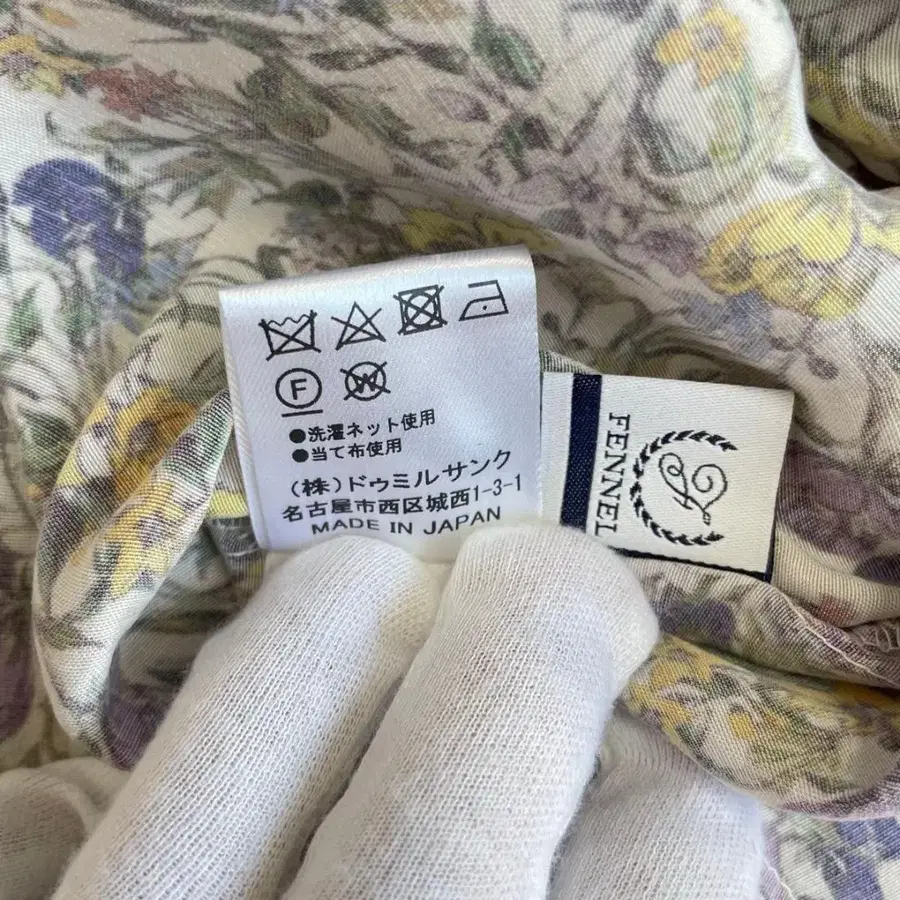 F W
●洗濯ネット使用
●当て布使用
(株)ドゥミルサンク
名古屋市西区城西1-3-1
MADE IN JAPAN
FENNEL